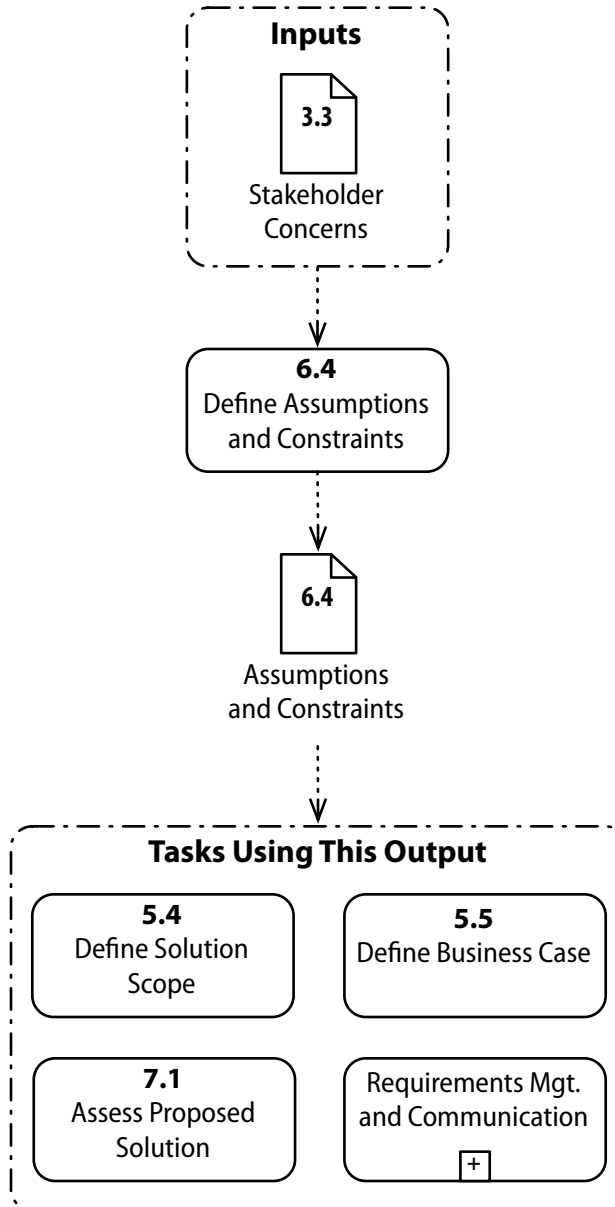 Inputs
3.3
Stakeholder
Concerns
6.4
Define Assumptions
and Constraints
6.4
Assumptions
and Constraints
Tasks Using This Output
5.4
Define Solution
Scope
5.5
Define Business Case
7.1
Assess Proposed
Solution
Requirements Mgt.
and Communication
+